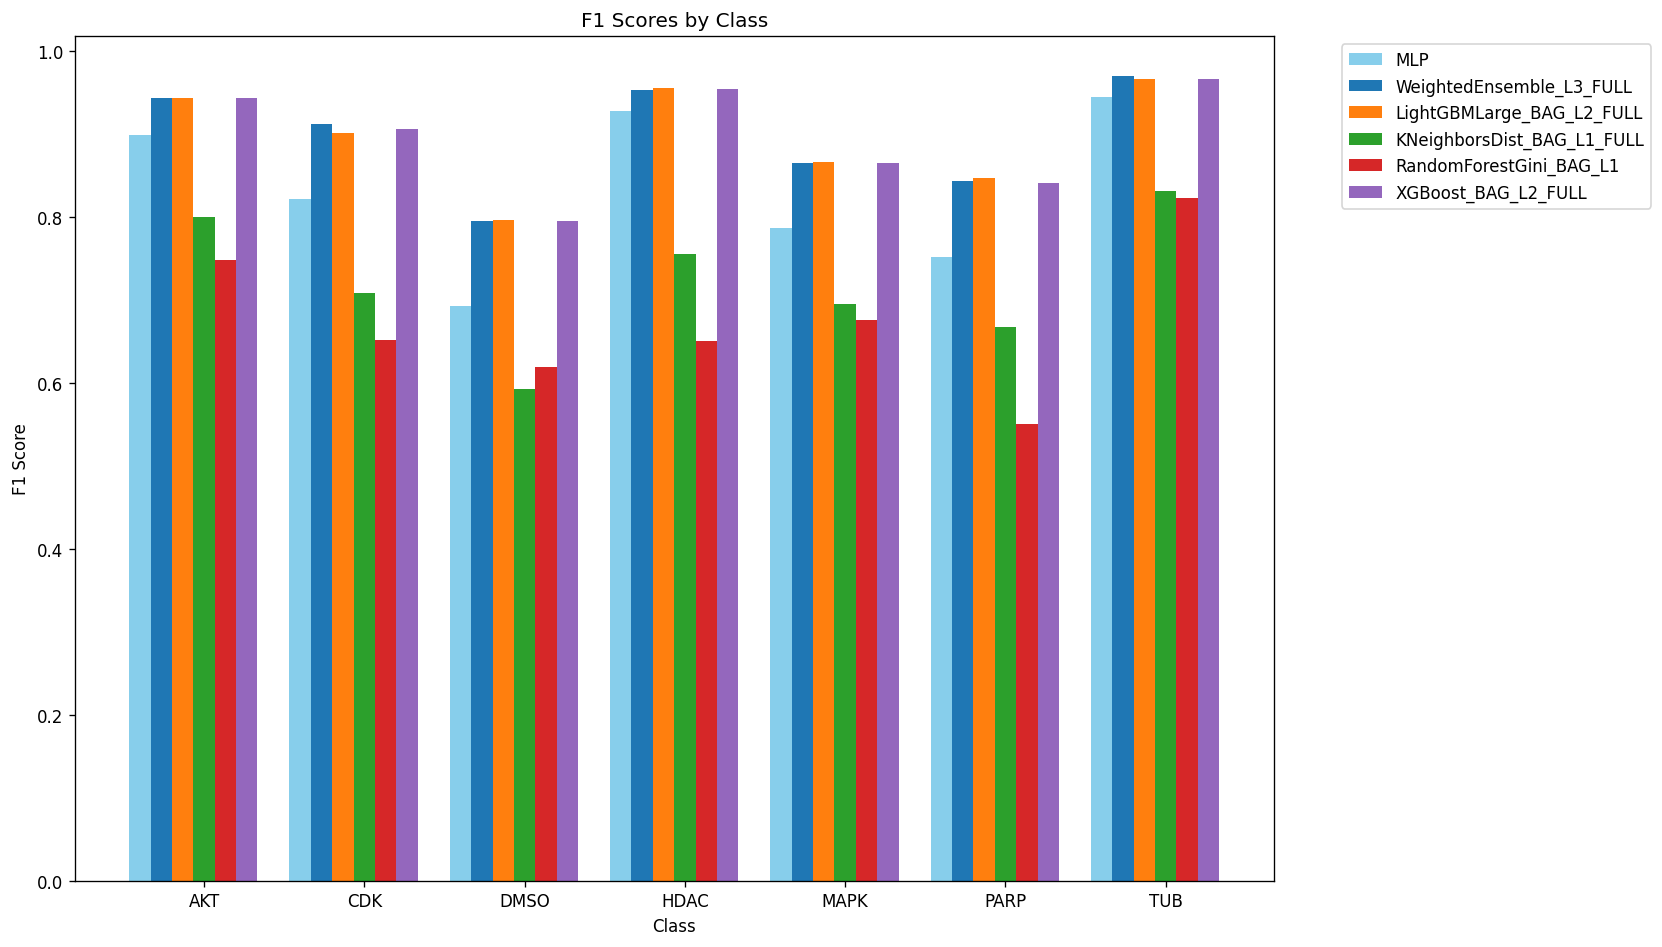 F1 Scores by Class
1.0
0.8
0.6
0.4
0.2
0.0
F1 Score
AKT CDK DMSO HDAC MAPK PARP TUB
Class
MLP
WeightedEnsemble_L3_FULL
LightGBMLarge_BAG_L2_FULL
KNeighborsDist_BAG_L1_FULL
RandomForestGini_BAG_L1
XGBoost_BAG_L2_FULL